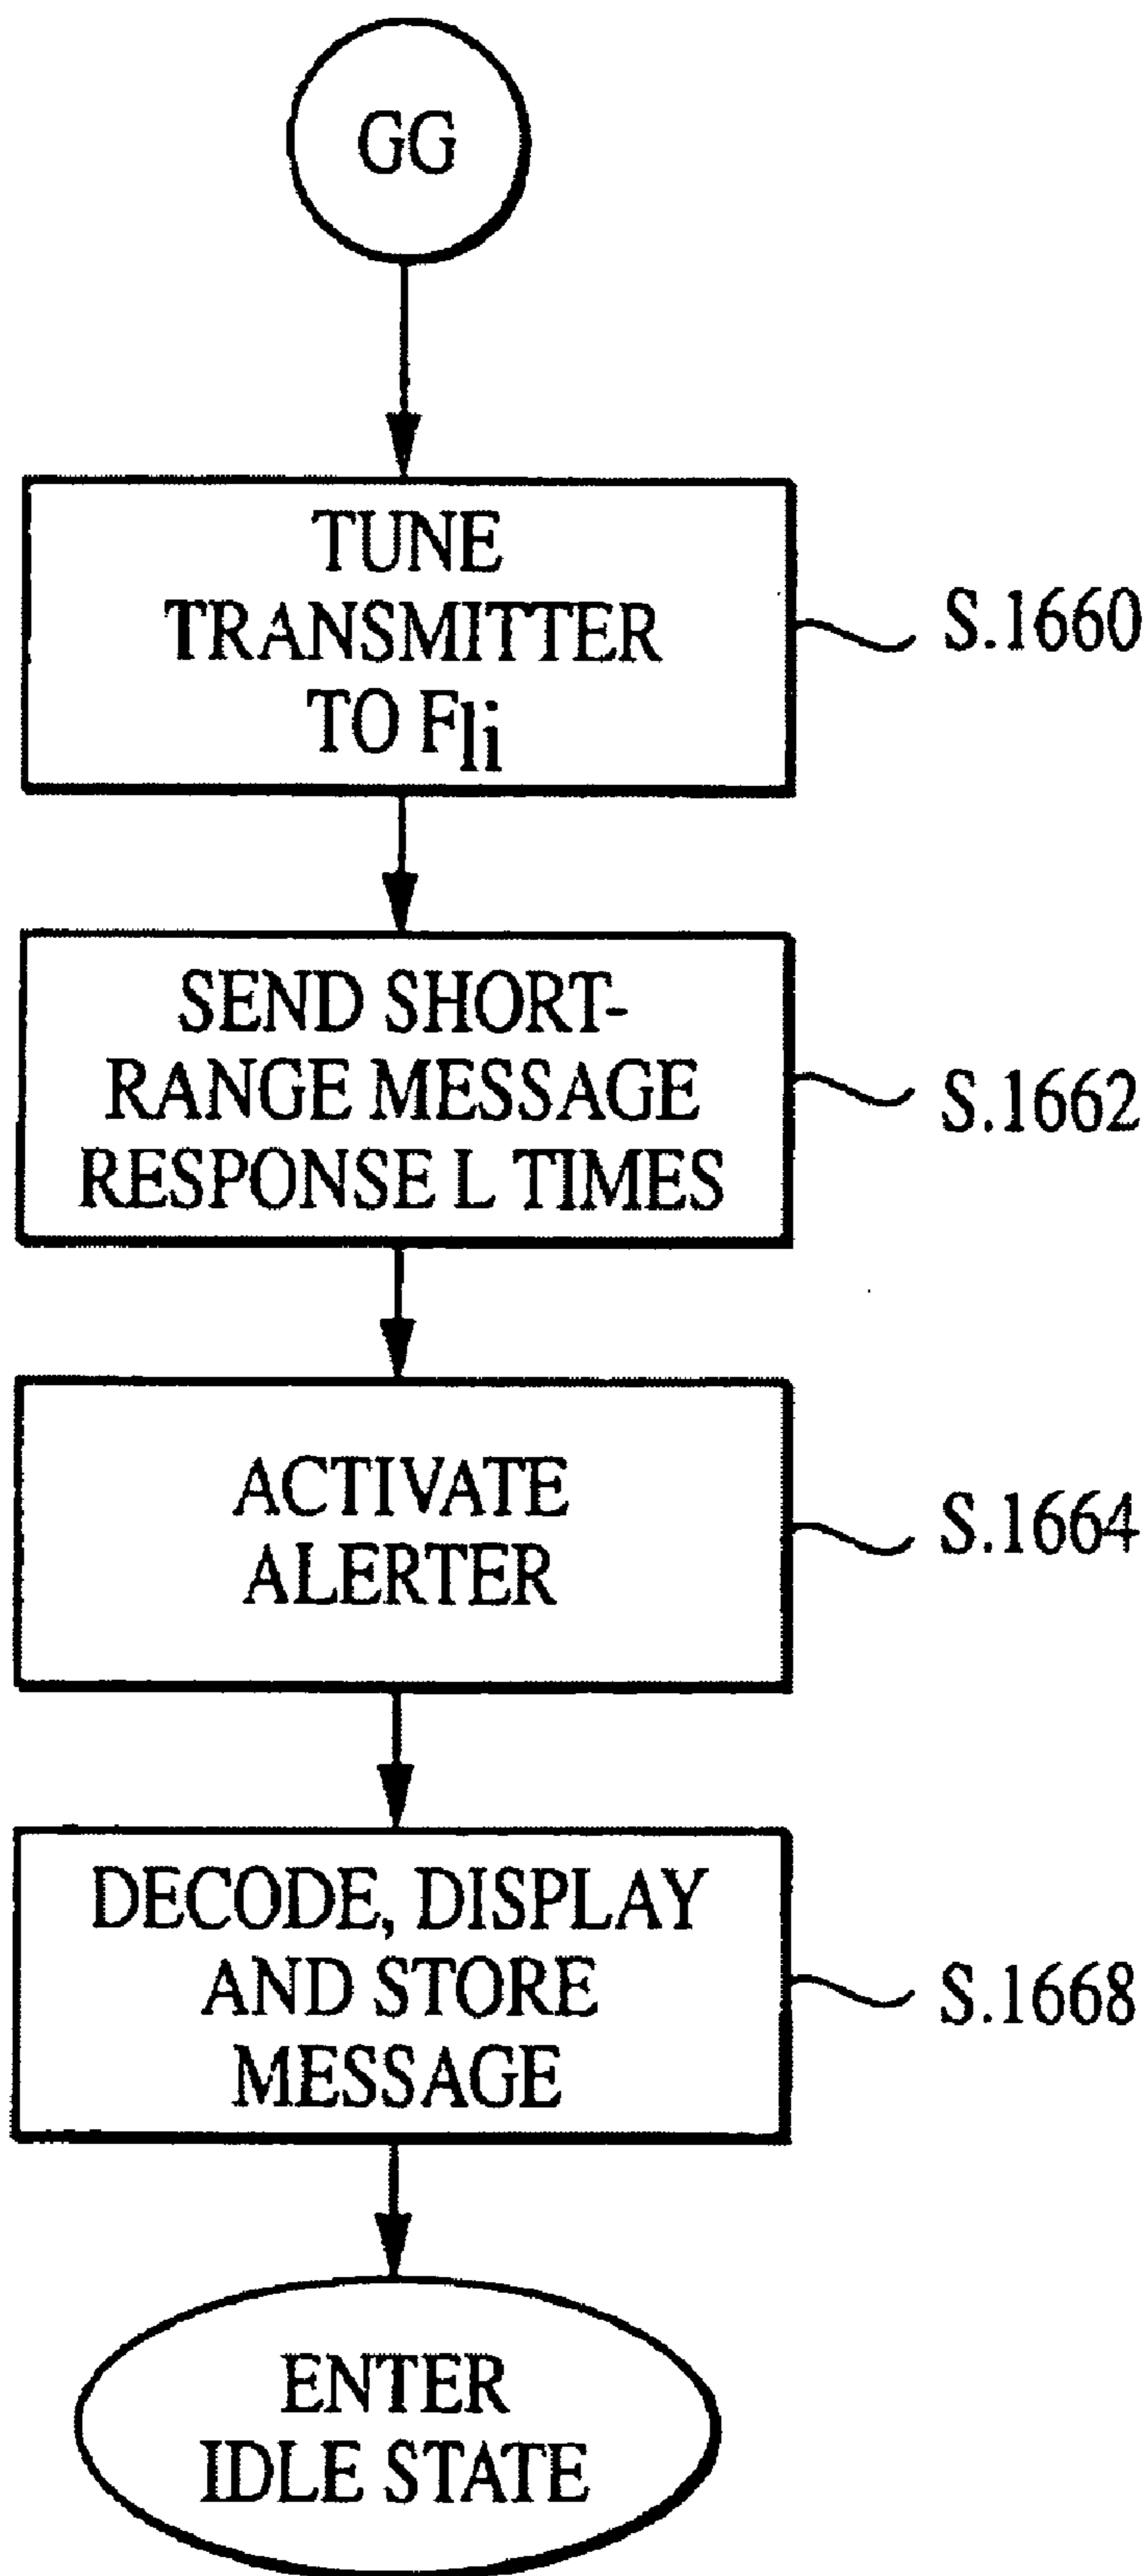 GG
TUNE
TRANSMITTER
TO Fli
S.1660
SEND SHORT-
RANGE MESSAGE
RESPONSE L TIMES
S.1662
ACTIVATE
ALERTER
S.1664
DECODE, DISPLAY
AND STORE
MESSAGE
S.1668
ENTER
IDLE STATE